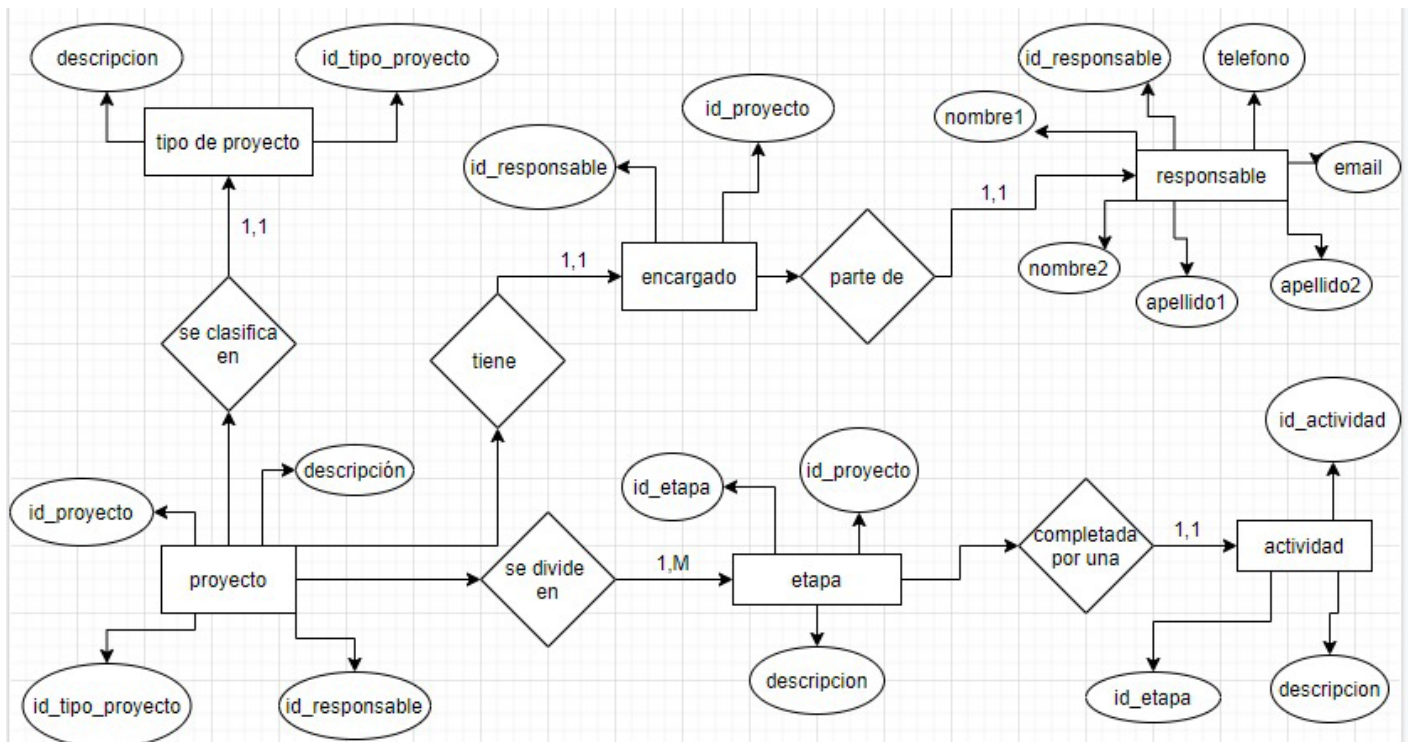 descripcion
id_tipo_proyecto
tipo de proyecto
1,1
se clasifica
en
id_proyecto
id_responsable
encargado
1,1
tiene
parte de
1,1
id_responsable
telefono
nombre1
email
responsable
nombre2
apellido1
apellido2
descripción
id_proyecto
proyecto
id_tipo_proyecto
id_responsable
se divide
en
1,M
id_etapa
id_proyecto
etapa
descripcion
completada
por una
1,1
id_actividad
actividad
id_etapa
descripcion